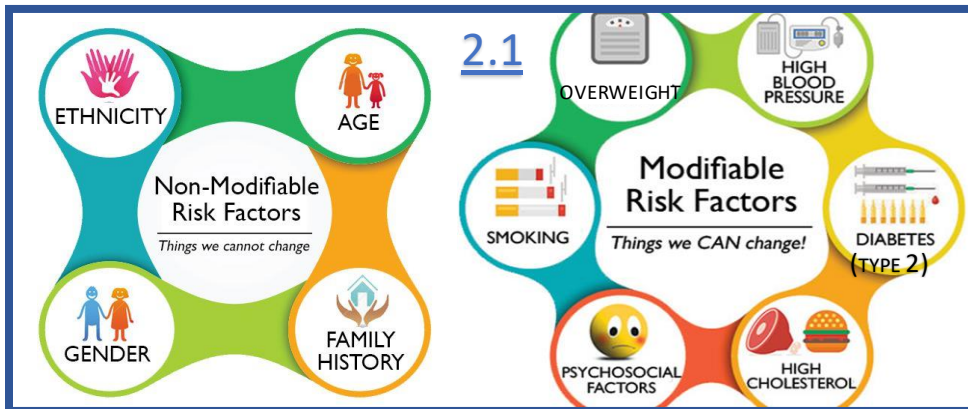 ETHNICITY
AGE
Non-Modifiable
Risk Factors
Things we cannot change
GENDER
FAMILY
HISTORY
2.1
OVERWEIGHT
HIGH
BLOOD
PRESSURE
SMOKING
Modifiable
Risk Factors
Things we CAN change!
DIABETES
(TYPE 2)
PSYCHOSOCIAL
FACTORS
HIGH
CHOLESTEROL